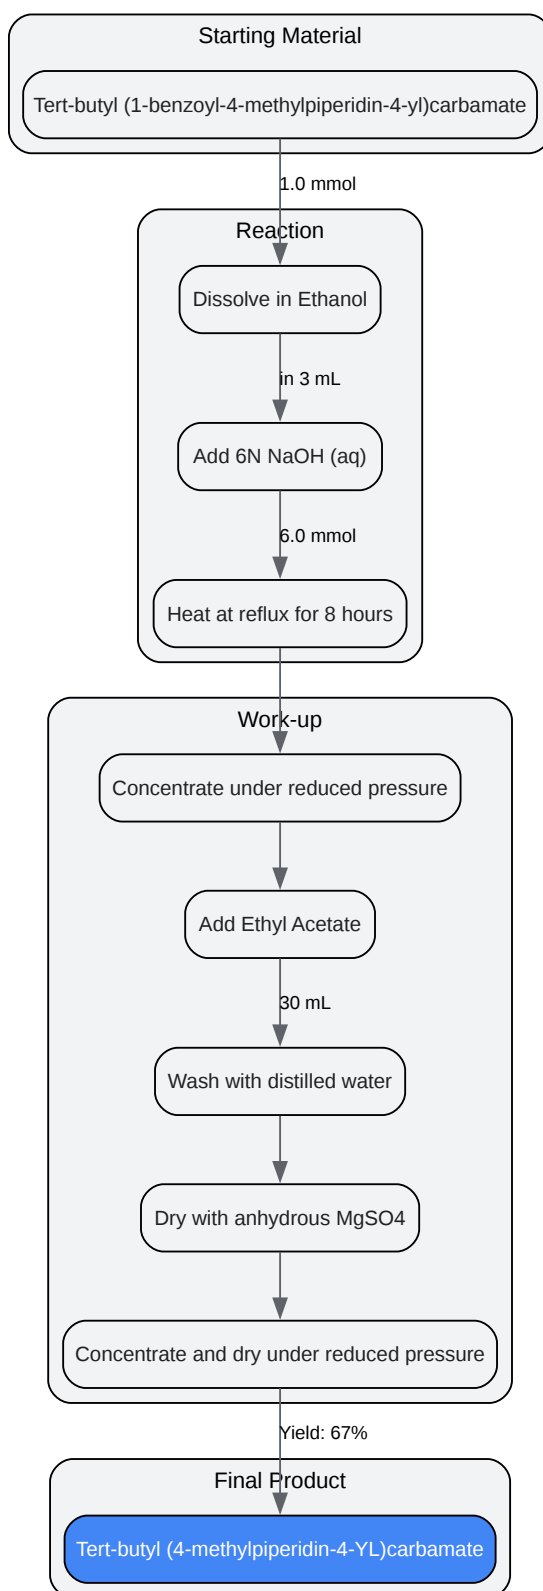 Starting Material
Tert-butyl (1-benzoyl-4-methylpiperidin-4-yl)carbamate
1.0 mmol
Reaction
Dissolve in Ethanol
in 3 mL
Add 6N NaOH (aq)
6.0 mmol
Heat at reflux for 8 hours
Work-up
Concentrate under reduced pressure
Add Ethyl Acetate
30 mL
Wash with distilled water
Dry with anhydrous MgSO4
Concentrate and dry under reduced pressure
Yield: 67%
Final Product
Tert-butyl (4-methylpiperidin-4-YL)carbamate